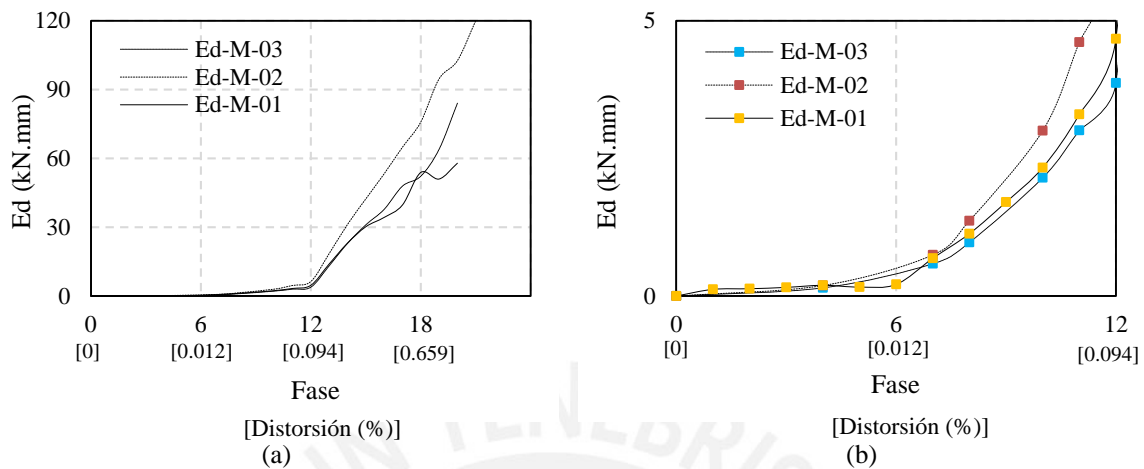 120
90
60
30
0
Ed (kN.mm)
Ed-M-03
Ed-M-02
Ed-M-01
0 6 12 18
[0] [0.012] [0.094] [0.659]
Fase
[Distorsión (%)]
(a)
5
0
Ed (kN.mm)
Ed-M-03
Ed-M-02
Ed-M-01
0 6 12
[0] [0.012] [0.094]
Fase
[Distorsión (%)]
(b)
IN TENEBRIS